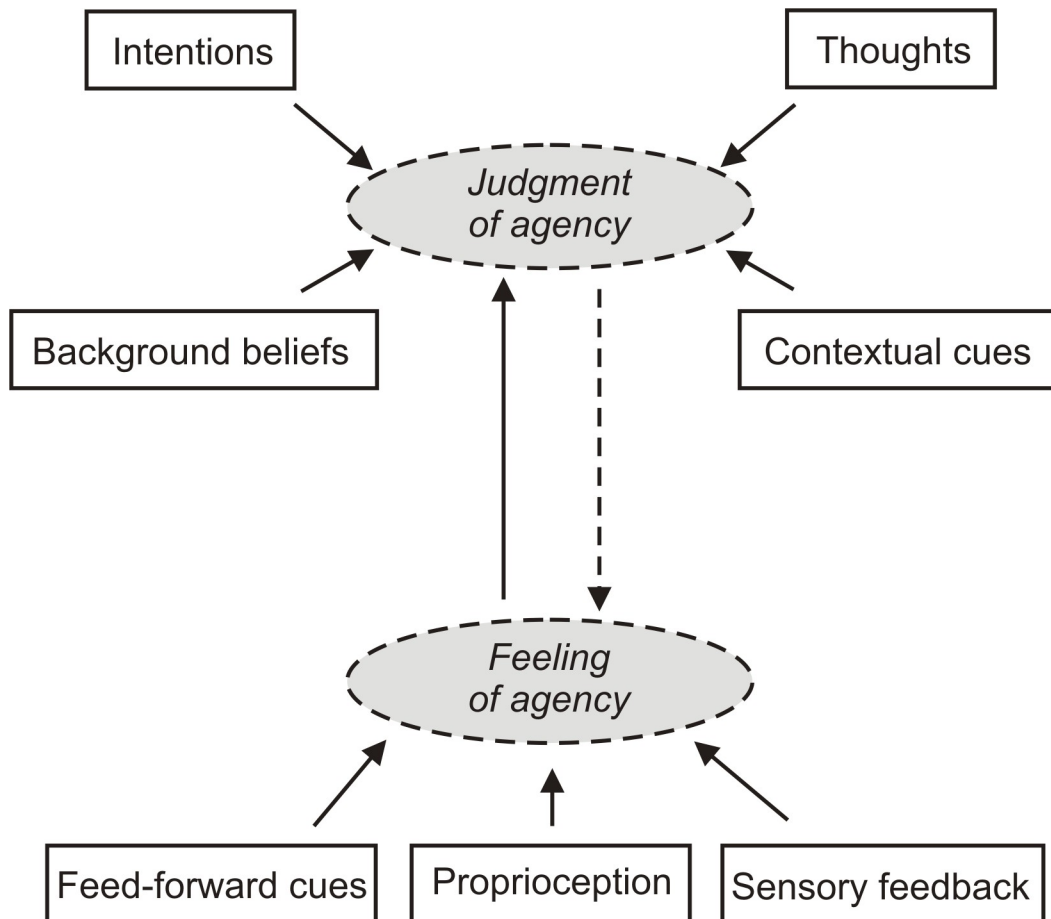 Intentions
Thoughts
Judgment
of agency
Background beliefs
Contextual cues
Feeling
of agency
Feed-forward cues
Proprioception
Sensory feedback